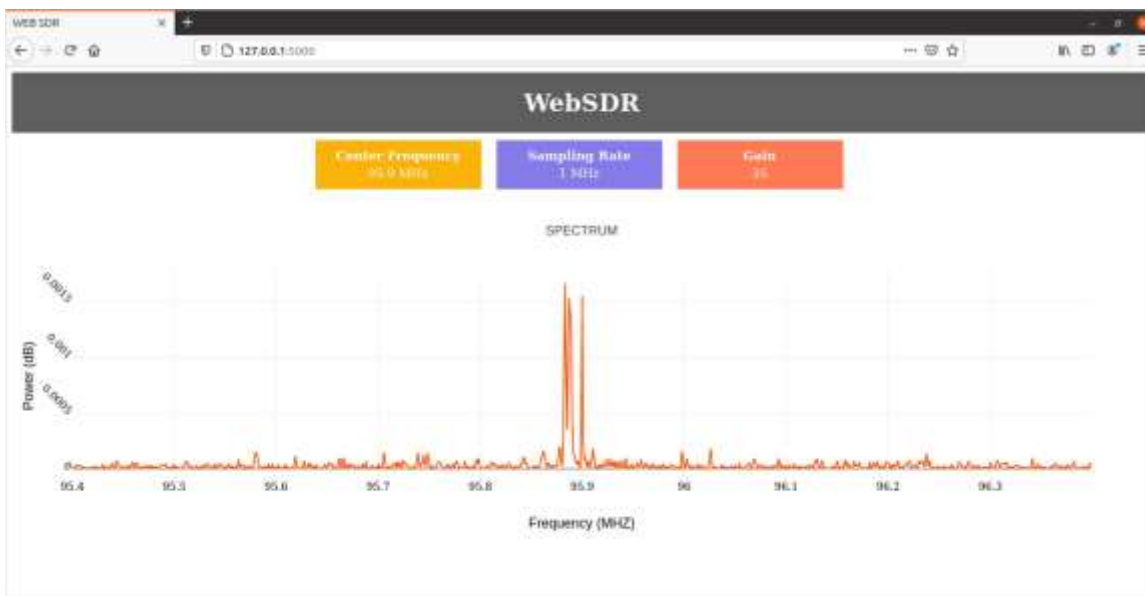 WEB SDR
127.0.0.1:5000
WebSDR
Center Frequency
95.9 MHz
Sampling Rate
1 MHz
Gain
SPECTRUM
0.0015
0.001
0.0005
0
Power (dB)
95.4 95.5 95.6 95.7 95.8 95.9 96 96.1 96.2 96.3
Frequency (MHZ)